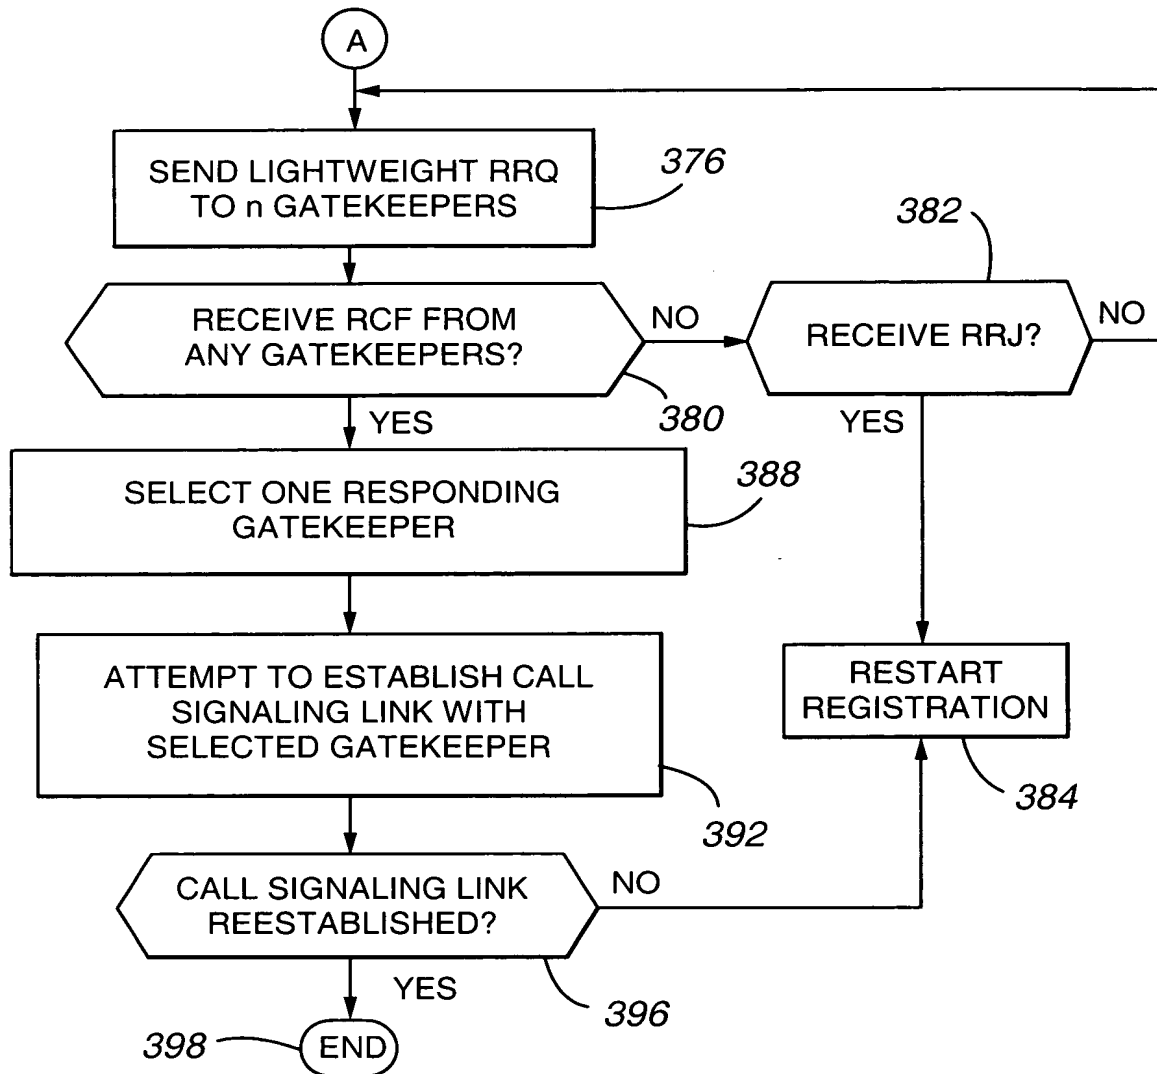 A
SEND LIGHTWEIGHT RRQ
TO n GATEKEEPERS
376
382
RECEIVE RCF FROM
ANY GATEKEEPERS?
NO
RECEIVE RRJ?
NO
380
YES
YES
388
SELECT ONE RESPONDING
GATEKEEPER
ATTEMPT TO ESTABLISH CALL
SIGNALING LINK WITH
SELECTED GATEKEEPER
RESTART
REGISTRATION
384
392
CALL SIGNALING LINK
REESTABLISHED?
NO
YES
396
398
END